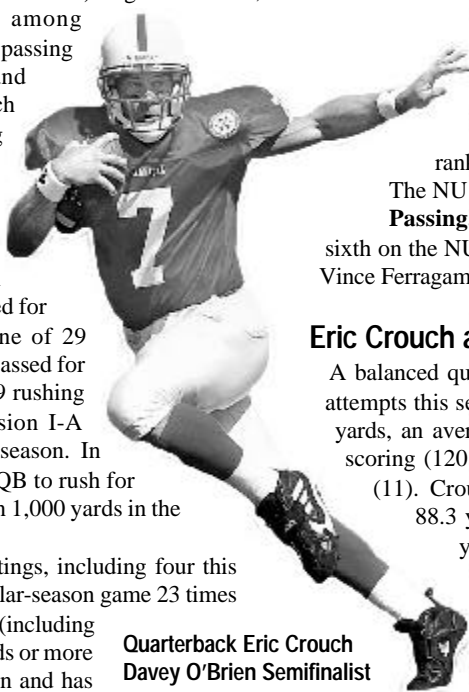 among
passing
nd
ch
g
ed for
ne of 29
assed for
9 rushing
sion I-A
season. In
QB to rush for
n 1,000 yards in the
tings, including four this
lar-season game 23 times
(including
ds or more
n and has
7
Quarterback Eric Crouch
Davey O'Brien Semifinalist
rank
The NU
Passing
sixth on the NU
Vince Ferragam
Eric Crouch a
A balanced qu
attempts this se
yards, an aver
scoring (120
(11). Crou
88.3 y
y